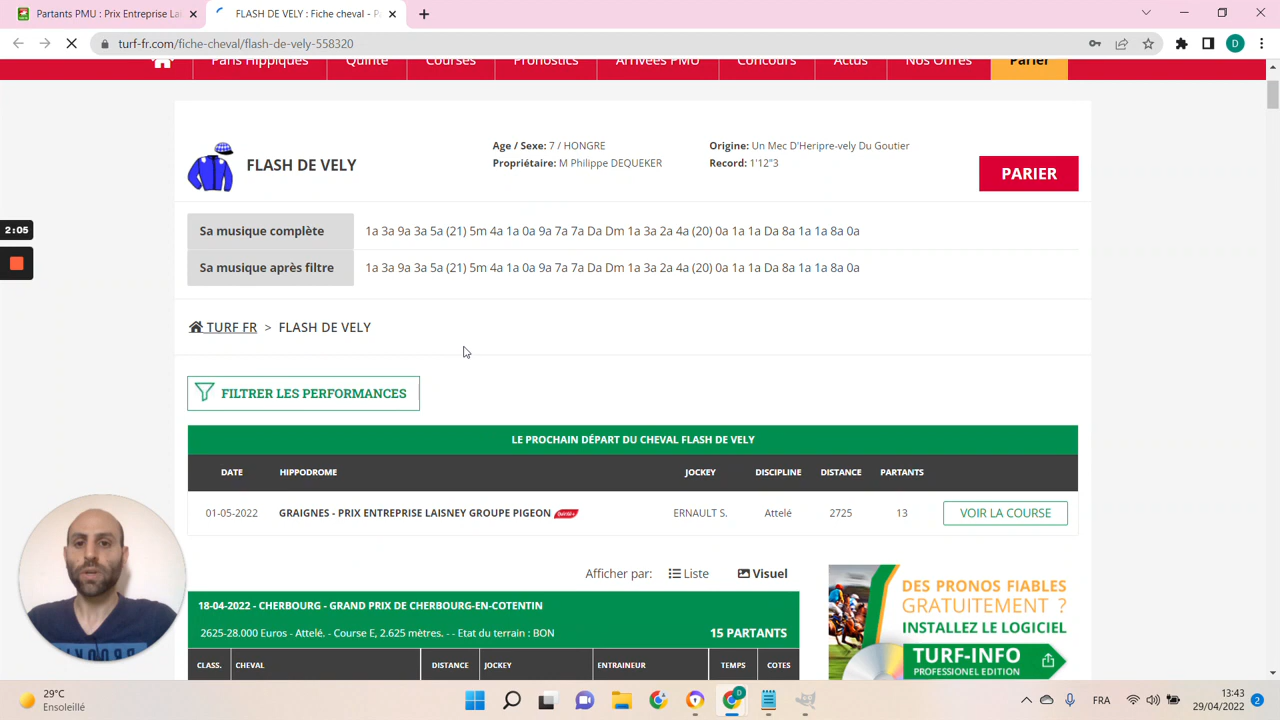 Partants PMU : Prix Entreprise La
FLASH DE VELY : Fiche cheval - P
turf-fr.com/fiche-cheval/flash-de-vely-558320
D
Paris Hippiques
Quinté
Courses
Pronostics
Arrivées PMU
Concours
Actus
Nos Offres
Parier
FLASH DE VELY
Age / Sexe: 7 / HONGRE
Origine: Un Mec D'Heripre-vely Du Goutier
Propriétaire: M Philippe DEQUEKER
Record: 1'12"3
PARIER
2:05
Sa musique complète
1a 3a 9a 3a 5a (21) 5m 4a 1a 0a 9a 7a 7a Da Dm 1a 3a 2a 4a (20) 0a 1a 1a Da 8a 1a 1a 8a 0a
Sa musique après filtre
1a 3a 9a 3a 5a (21) 5m 4a 1a 0a 9a 7a 7a Da Dm 1a 3a 2a 4a (20) 0a 1a 1a Da 8a 1a 1a 8a 0a
TURF FR > FLASH DE VELY
FILTRER LES PERFORMANCES
LE PROCHAIN DÉPART DU CHEVAL FLASH DE VELY
DATE HIPPODROME JOCKEY DISCIPLINE DISTANCE PARTANTS
01-05-2022 GRAIGNES - PRIX ENTREPRISE LAISNEY GROUPE PIGEON ERNAULT S. Attelé 2725 13 VOIR LA COURSE
Afficher par: Liste Visuel
18-04-2022 - CHERBOURG - GRAND PRIX DE CHERBOURG-EN-COTENTIN
2625-28.000 Euros - Attelé. - Course E, 2.625 mètres. - - Etat du terrain : BON
15 PARTANTS
CLASS. CHEVAL DISTANCE JOCKEY ENTRAINEUR TEMPS COTES
DES PRONOS FIABLES
GRATUITEMENT ?
INSTALLEZ LE LOGICIEL
TURF-INFO
PROFESSIONEL EDITION
29°C
Ensoleillé
D
FRA
13:43
29/04/2022
2